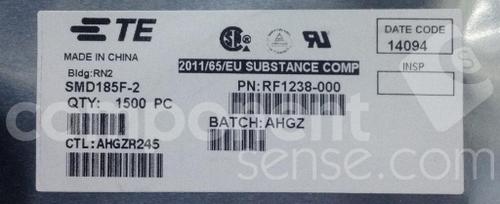 TE
MADE IN CHINA
Bldg:RN2
SMD185F-2
QTY: 1500 PC
CTL:AHGZR245
2011/65/EU SUBSTANCE COMP
PN:RF1238-000
BATCH:AHGZ
DATE CODE
14094
INSP
component
sense.com